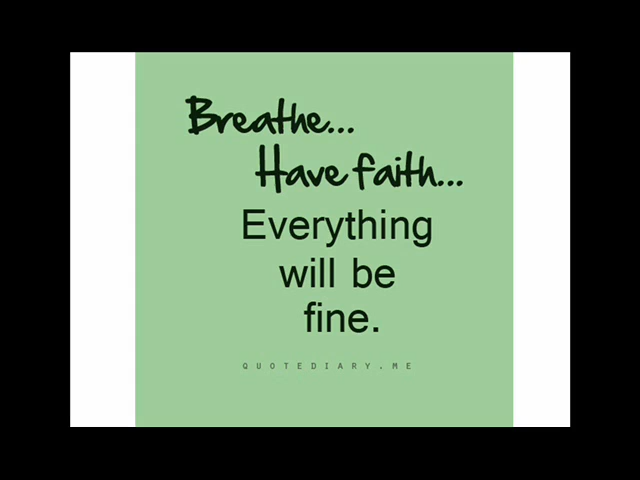 Breathe...
Have faith...
Everything
will be
fine.
QUOTEDIARY.ME